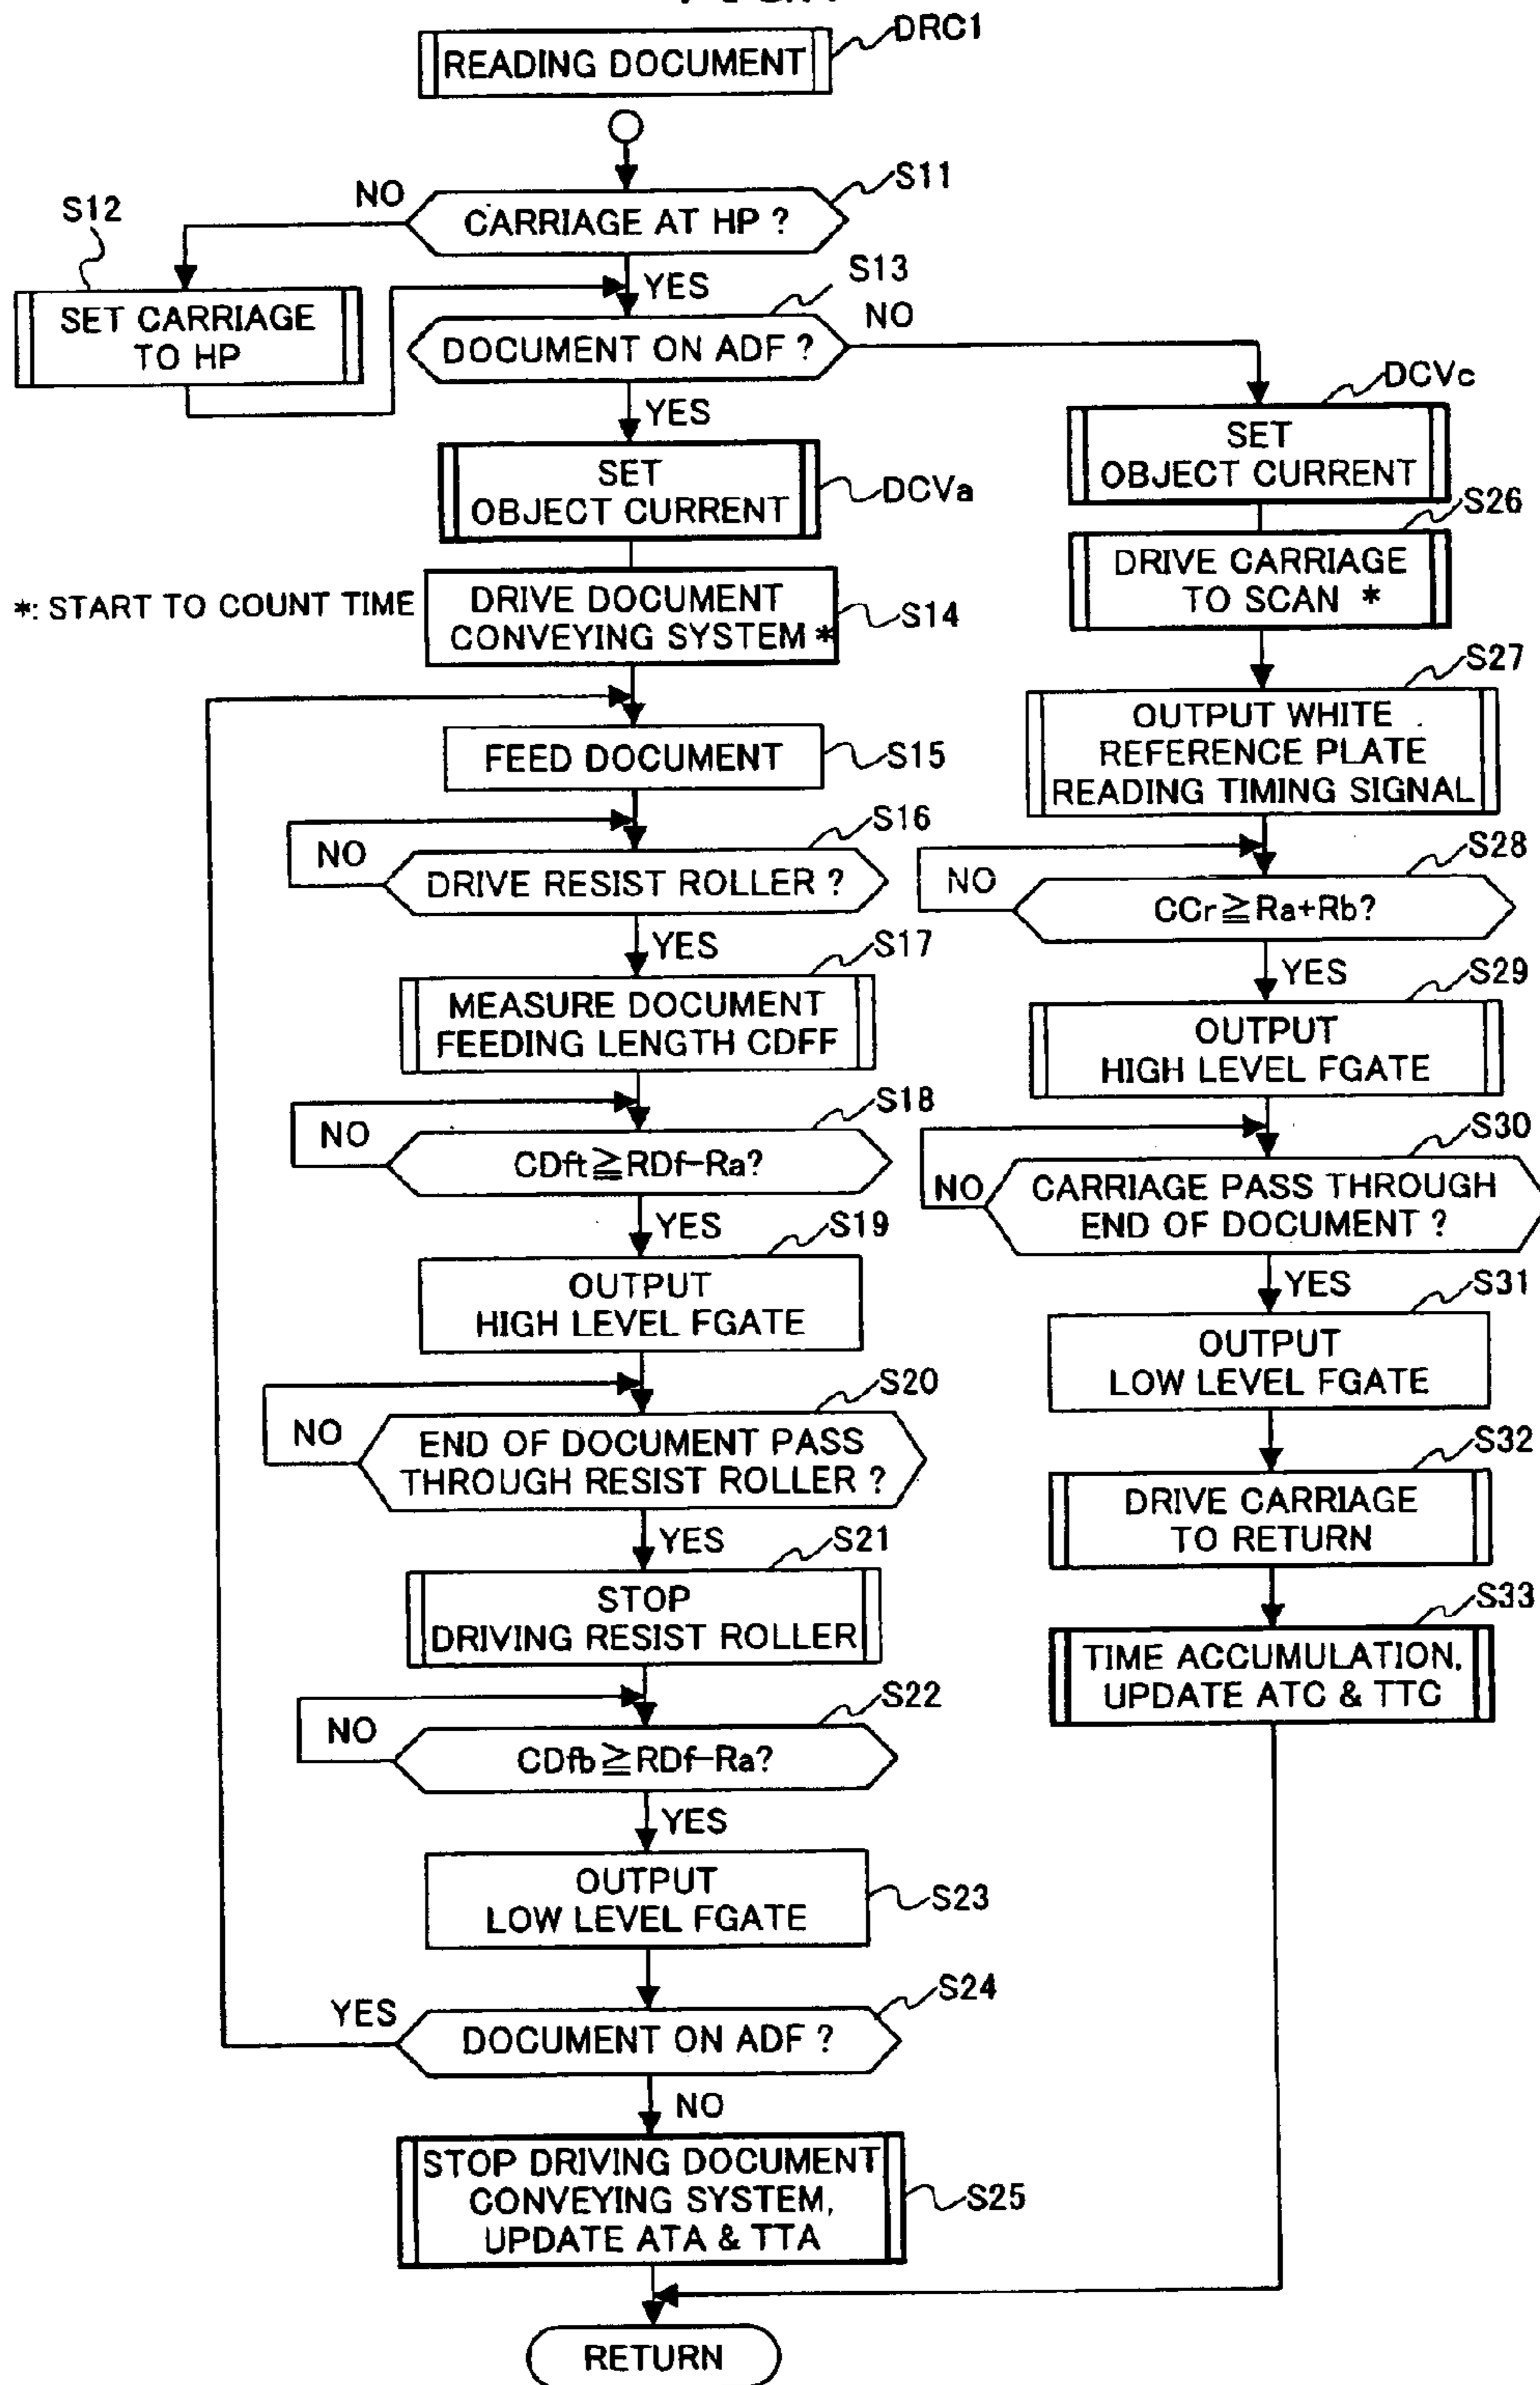 READING DOCUMENT
DRC1
S11
NO
CARRIAGE AT HP ?
S12
YES
S13
SET CARRIAGE
TO HP
DOCUMENT ON ADF ?
NO
YES
DCVc
SET
OBJECT CURRENT
DCVa
SET
OBJECT CURRENT
S26
DRIVE CARRIAGE
TO SCAN *
*: START TO COUNT TIME
DRIVE DOCUMENT
CONVEYING SYSTEM *
S14
S27
OUTPUT WHITE
REFERENCE PLATE
READING TIMING SIGNAL
FEED DOCUMENT
S15
S16
NO
DRIVE RESIST ROLLER ?
S28
NO
CCr≧Ra+Rb?
YES
S17
YES
S29
MEASURE DOCUMENT
FEEDING LENGTH CDFF
OUTPUT
HIGH LEVEL FGATE
S18
NO
CDft≧RDf-Ra?
S30
NO
CARRIAGE PASS THROUGH
END OF DOCUMENT ?
YES
S19
OUTPUT
HIGH LEVEL FGATE
YES
S31
OUTPUT
LOW LEVEL FGATE
S20
NO
END OF DOCUMENT PASS
THROUGH RESIST ROLLER ?
S32
DRIVE CARRIAGE
TO RETURN
YES
S21
STOP
DRIVING RESIST ROLLER
S33
TIME ACCUMULATION,
UPDATE ATC & TTC
S22
NO
CDfb≧RDf-Ra?
YES
OUTPUT
LOW LEVEL FGATE
S23
S24
YES
DOCUMENT ON ADF ?
NO
STOP DRIVING DOCUMENT
CONVEYING SYSTEM,
UPDATE ATA & TTA
S25
RETURN